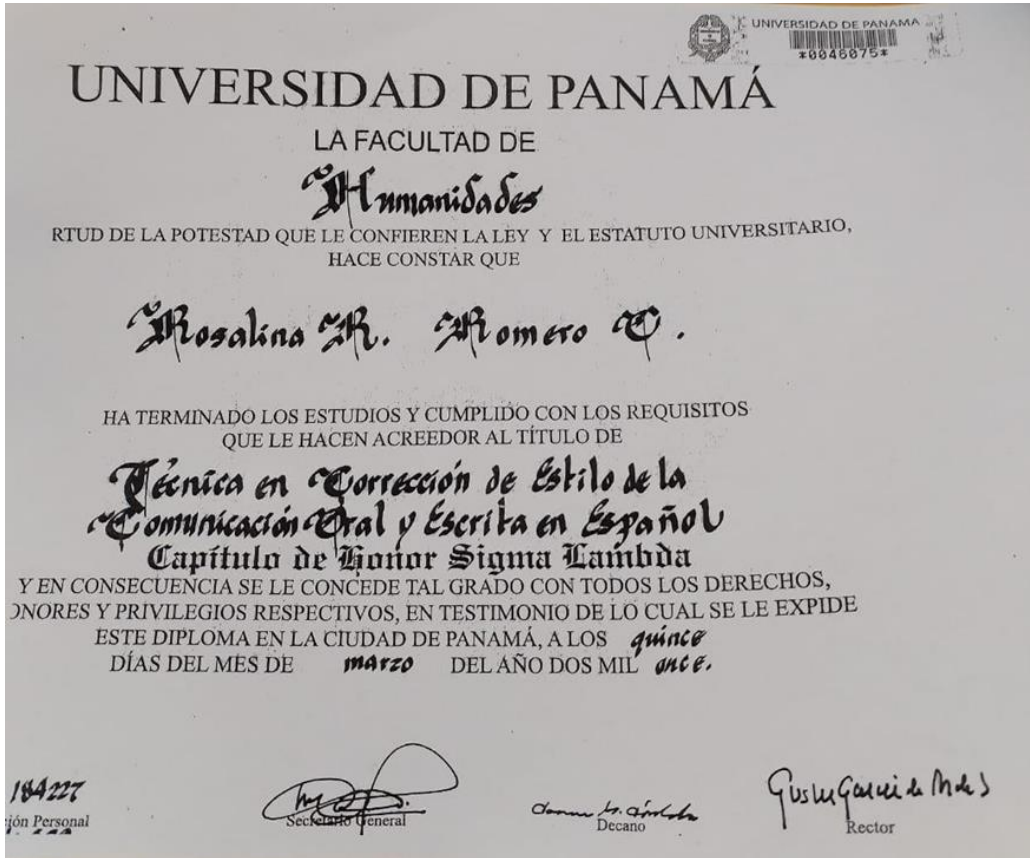 UNIVERSIDAD DE PANAMA
*0046075*
UNIVERSIDAD DE PANAMÁ
LA FACULTAD DE
Humanidades
RTUD DE LA POTESTAD QUE LE CONFIEREN LA LEY Y EL ESTATUTO UNIVERSITARIO,
HACE CONSTAR QUE
Rosalina R. Romero C.
HA TERMINADO LOS ESTUDIOS Y CUMPLIDO CON LOS REQUISITOS
QUE LE HACEN ACREEDOR AL TÍTULO DE
Técnica en Corrección de Estilo de la
Comunicación Oral y Escrita en Español
Capítulo de Honor Sigma Lambda
Y EN CONSECUENCIA SE LE CONCEDE TAL GRADO CON TODOS LOS DERECHOS,
ONORES Y PRIVILEGIOS RESPECTIVOS, EN TESTIMONIO DE LO CUAL SE LE EXPIDE
ESTE DIPLOMA EN LA CIUDAD DE PANAMÁ, A LOS quince
DÍAS DEL MES DE marzo DEL AÑO DOS MIL once.
184227
ión Personal
Secretario General
Decano
Rector